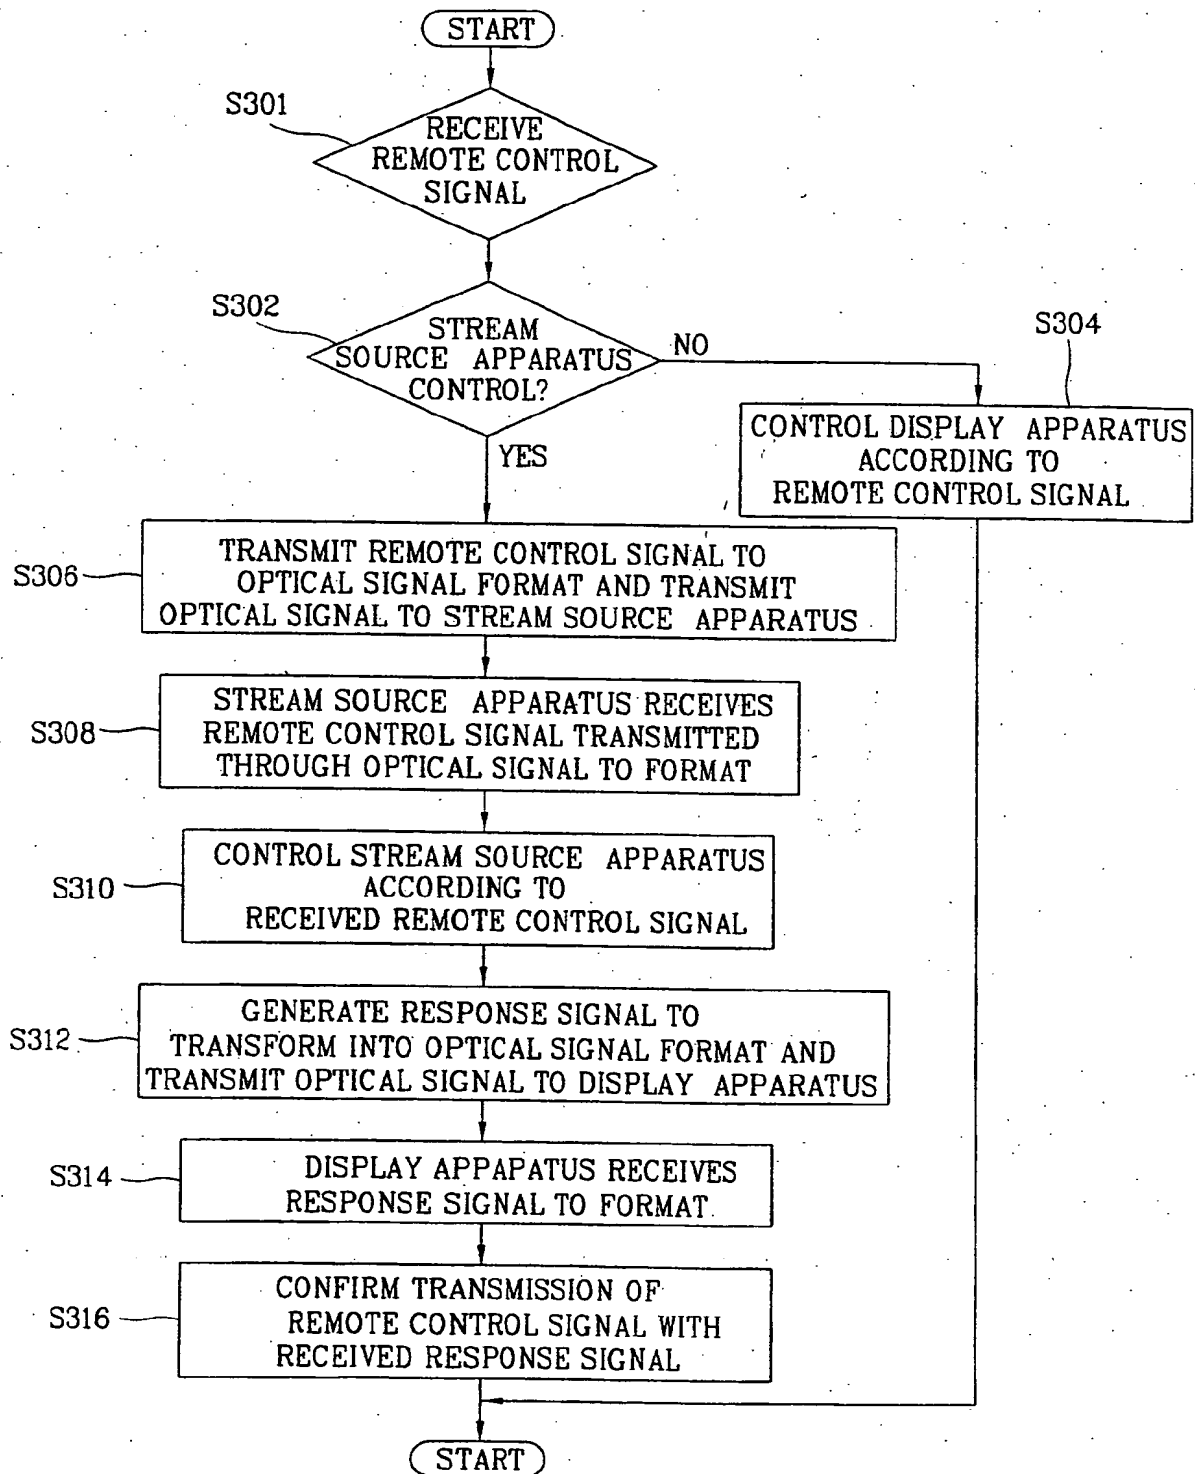 START
S301
RECEIVE
REMOTE CONTROL
SIGNAL
S302
STREAM
SOURCE APPARATUS
CONTROL?
NO
YES
S304
CONTROL DISPLAY APPARATUS
ACCORDING TO
REMOTE CONTROL SIGNAL
S306
TRANSMIT REMOTE CONTROL SIGNAL TO
OPTICAL SIGNAL FORMAT AND TRANSMIT
OPTICAL SIGNAL TO STREAM SOURCE APPARATUS
S308
STREAM SOURCE APPARATUS RECEIVES
REMOTE CONTROL SIGNAL TRANSMITTED
THROUGH OPTICAL SIGNAL TO FORMAT
S310
CONTROL STREAM SOURCE APPARATUS
ACCORDING TO
RECEIVED REMOTE CONTROL SIGNAL
S312
GENERATE RESPONSE SIGNAL TO
TRANSFORM INTO OPTICAL SIGNAL FORMAT AND
TRANSMIT OPTICAL SIGNAL TO DISPLAY APPARATUS
S314
DISPLAY APPAPATUS RECEIVES
RESPONSE SIGNAL TO FORMAT
S316
CONFIRM TRANSMISSION OF
REMOTE CONTROL SIGNAL WITH
RECEIVED RESPONSE SIGNAL
START